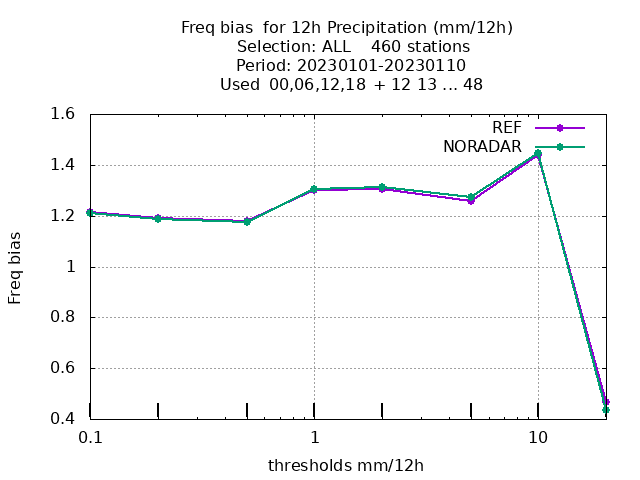 Freq bias  for 12h Precipitation (mm/12h)
Selection: ALL    460 stations
Period: 20230101-20230110
Used  00,06,12,18  + 12 13 ... 48
1.6
REF
NORADAR
1.4
1.2
1
0.8
0.6
0.4
Freq bias
0.1
1
10
thresholds mm/12h